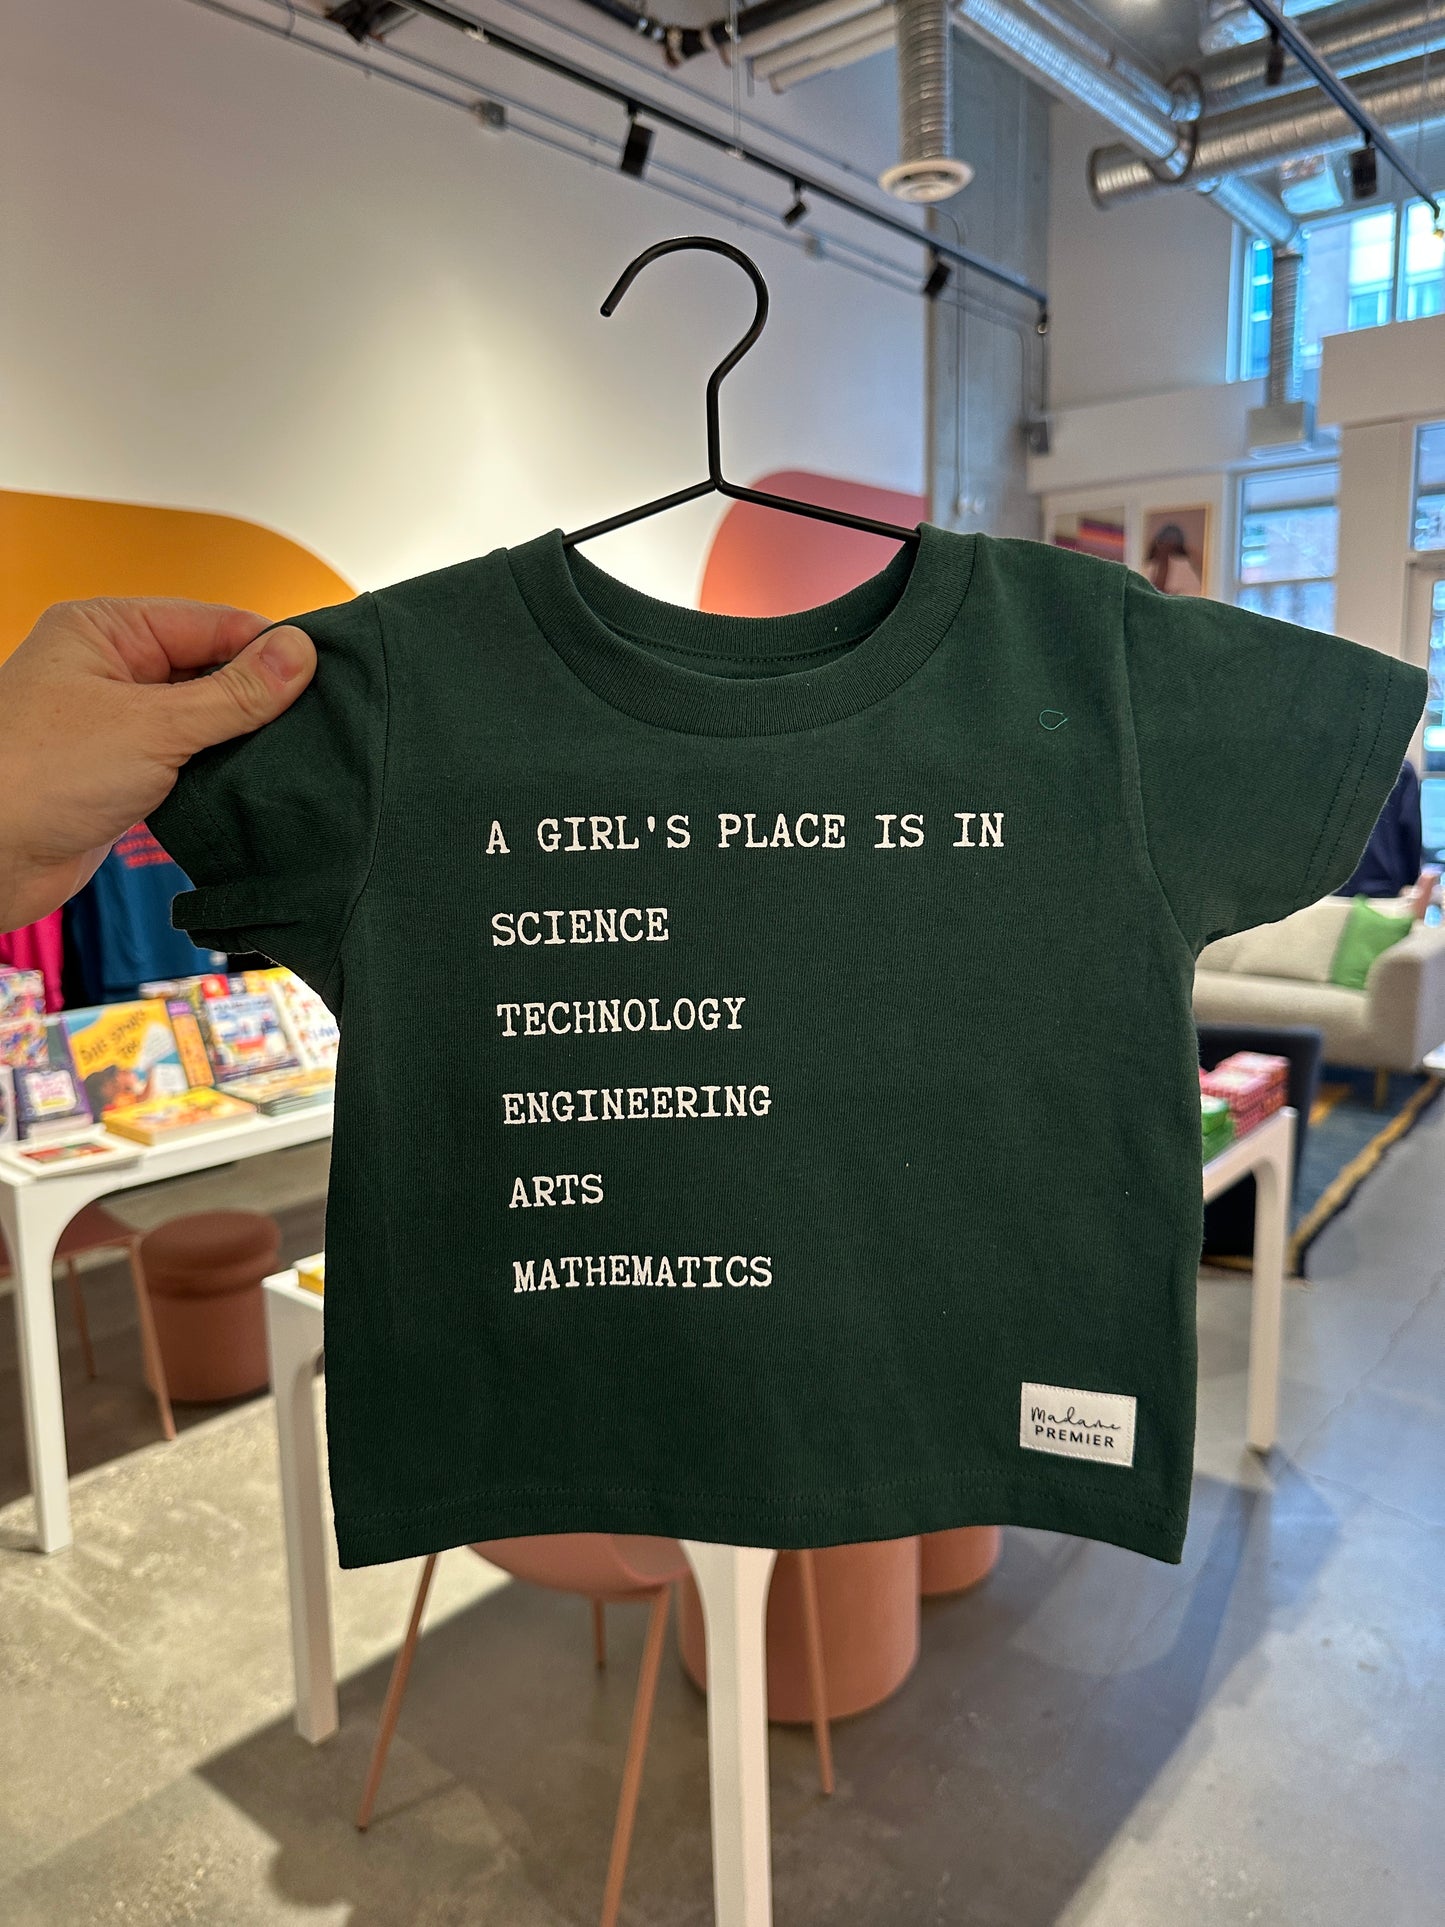 A GIRL'S PLACE IS IN
SCIENCE
TECHNOLOGY
ENGINEERING
ARTS
MATHEMATICS
Madame
PREMIER